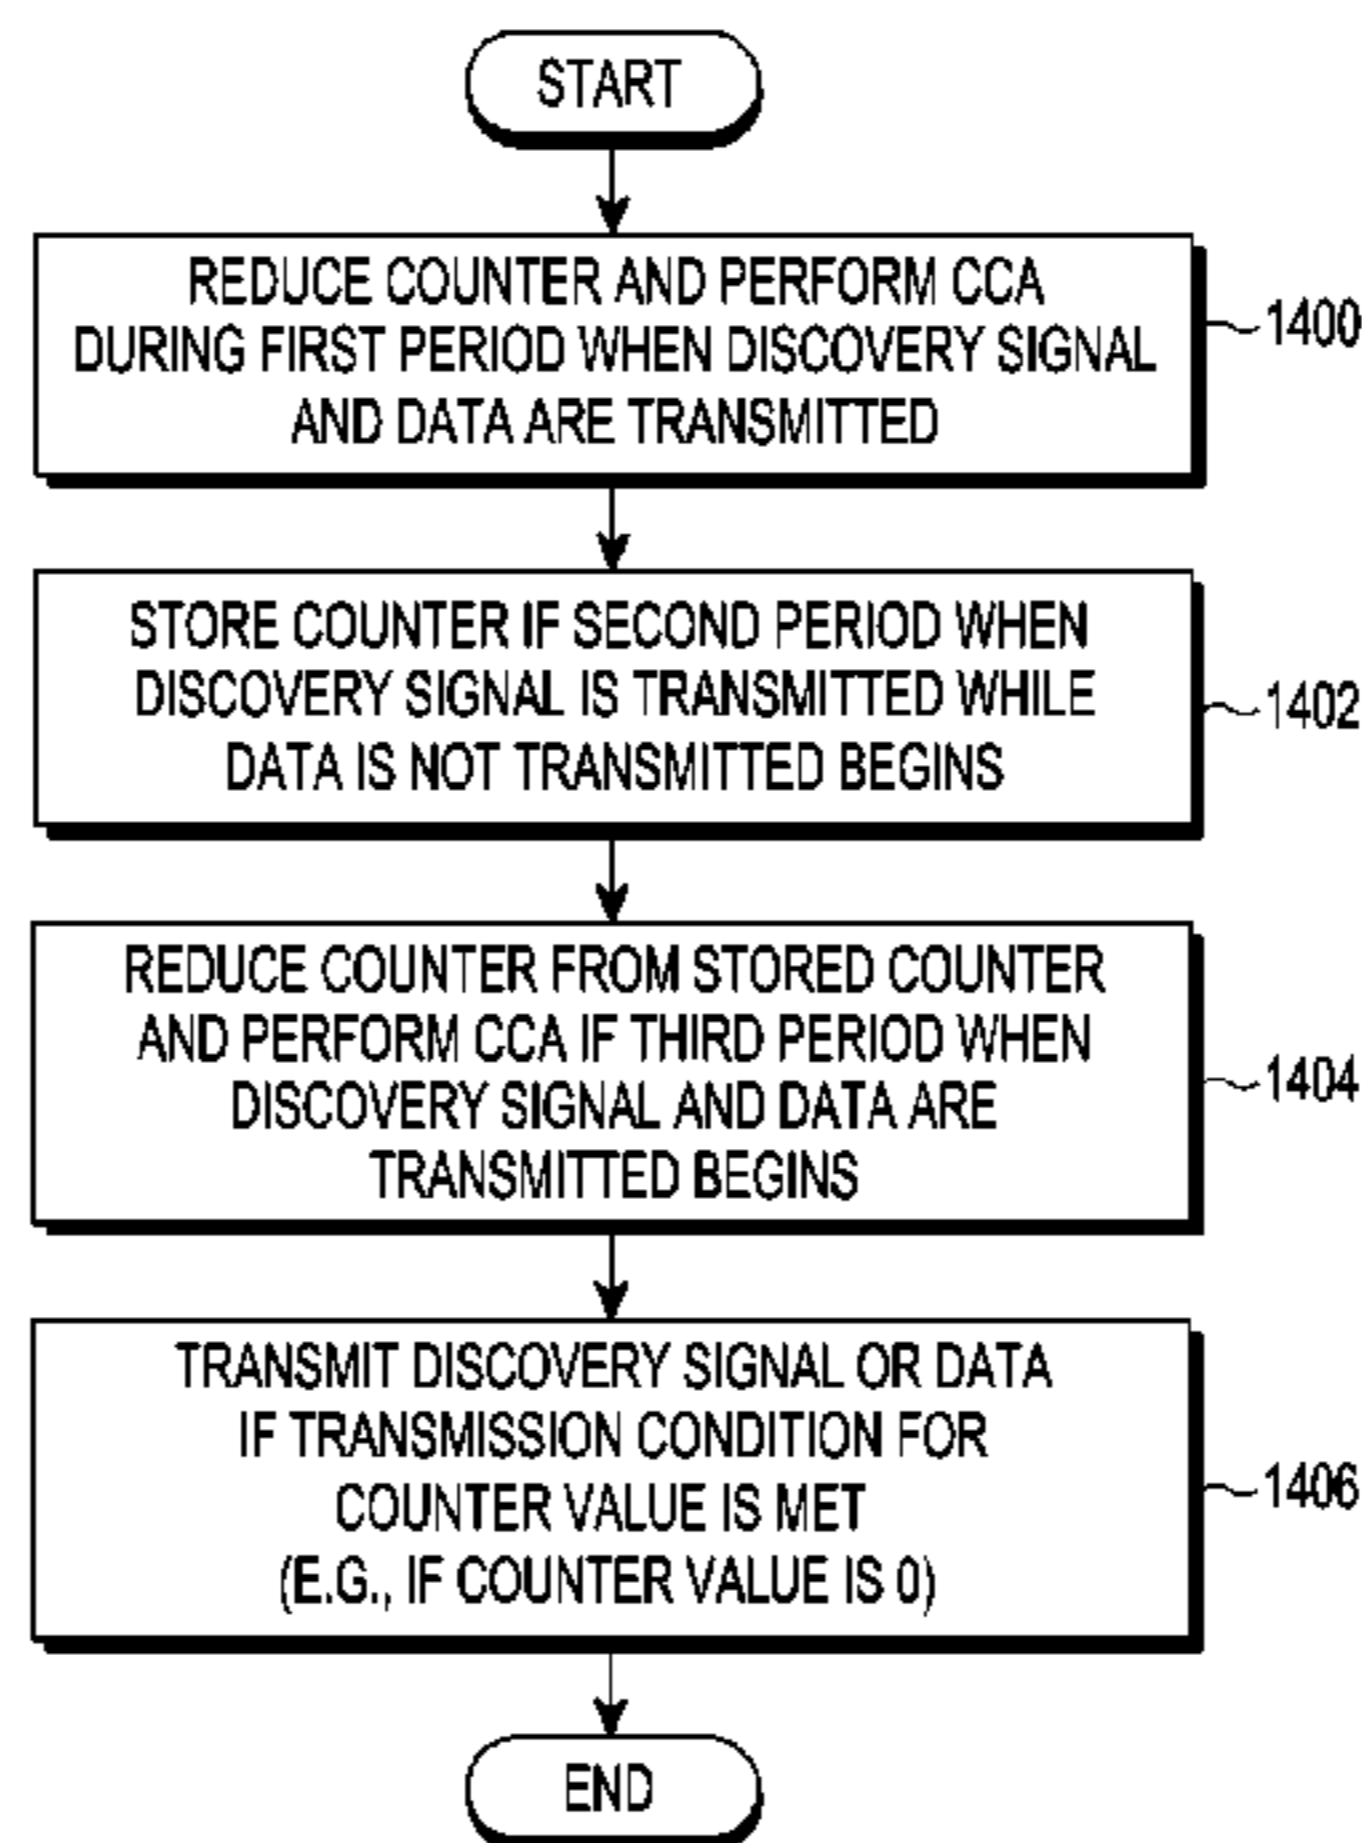 START
REDUCE COUNTER AND PERFORM CCA
DURING FIRST PERIOD WHEN DISCOVERY SIGNAL
AND DATA ARE TRANSMITTED
1400
STORE COUNTER IF SECOND PERIOD WHEN
DISCOVERY SIGNAL IS TRANSMITTED WHILE
DATA IS NOT TRANSMITTED BEGINS
1402
REDUCE COUNTER FROM STORED COUNTER
AND PERFORM CCA IF THIRD PERIOD WHEN
DISCOVERY SIGNAL AND DATA ARE
TRANSMITTED BEGINS
1404
TRANSMIT DISCOVERY SIGNAL OR DATA
IF TRANSMISSION CONDITION FOR
COUNTER VALUE IS MET
(E.G., IF COUNTER VALUE IS 0)
1406
END